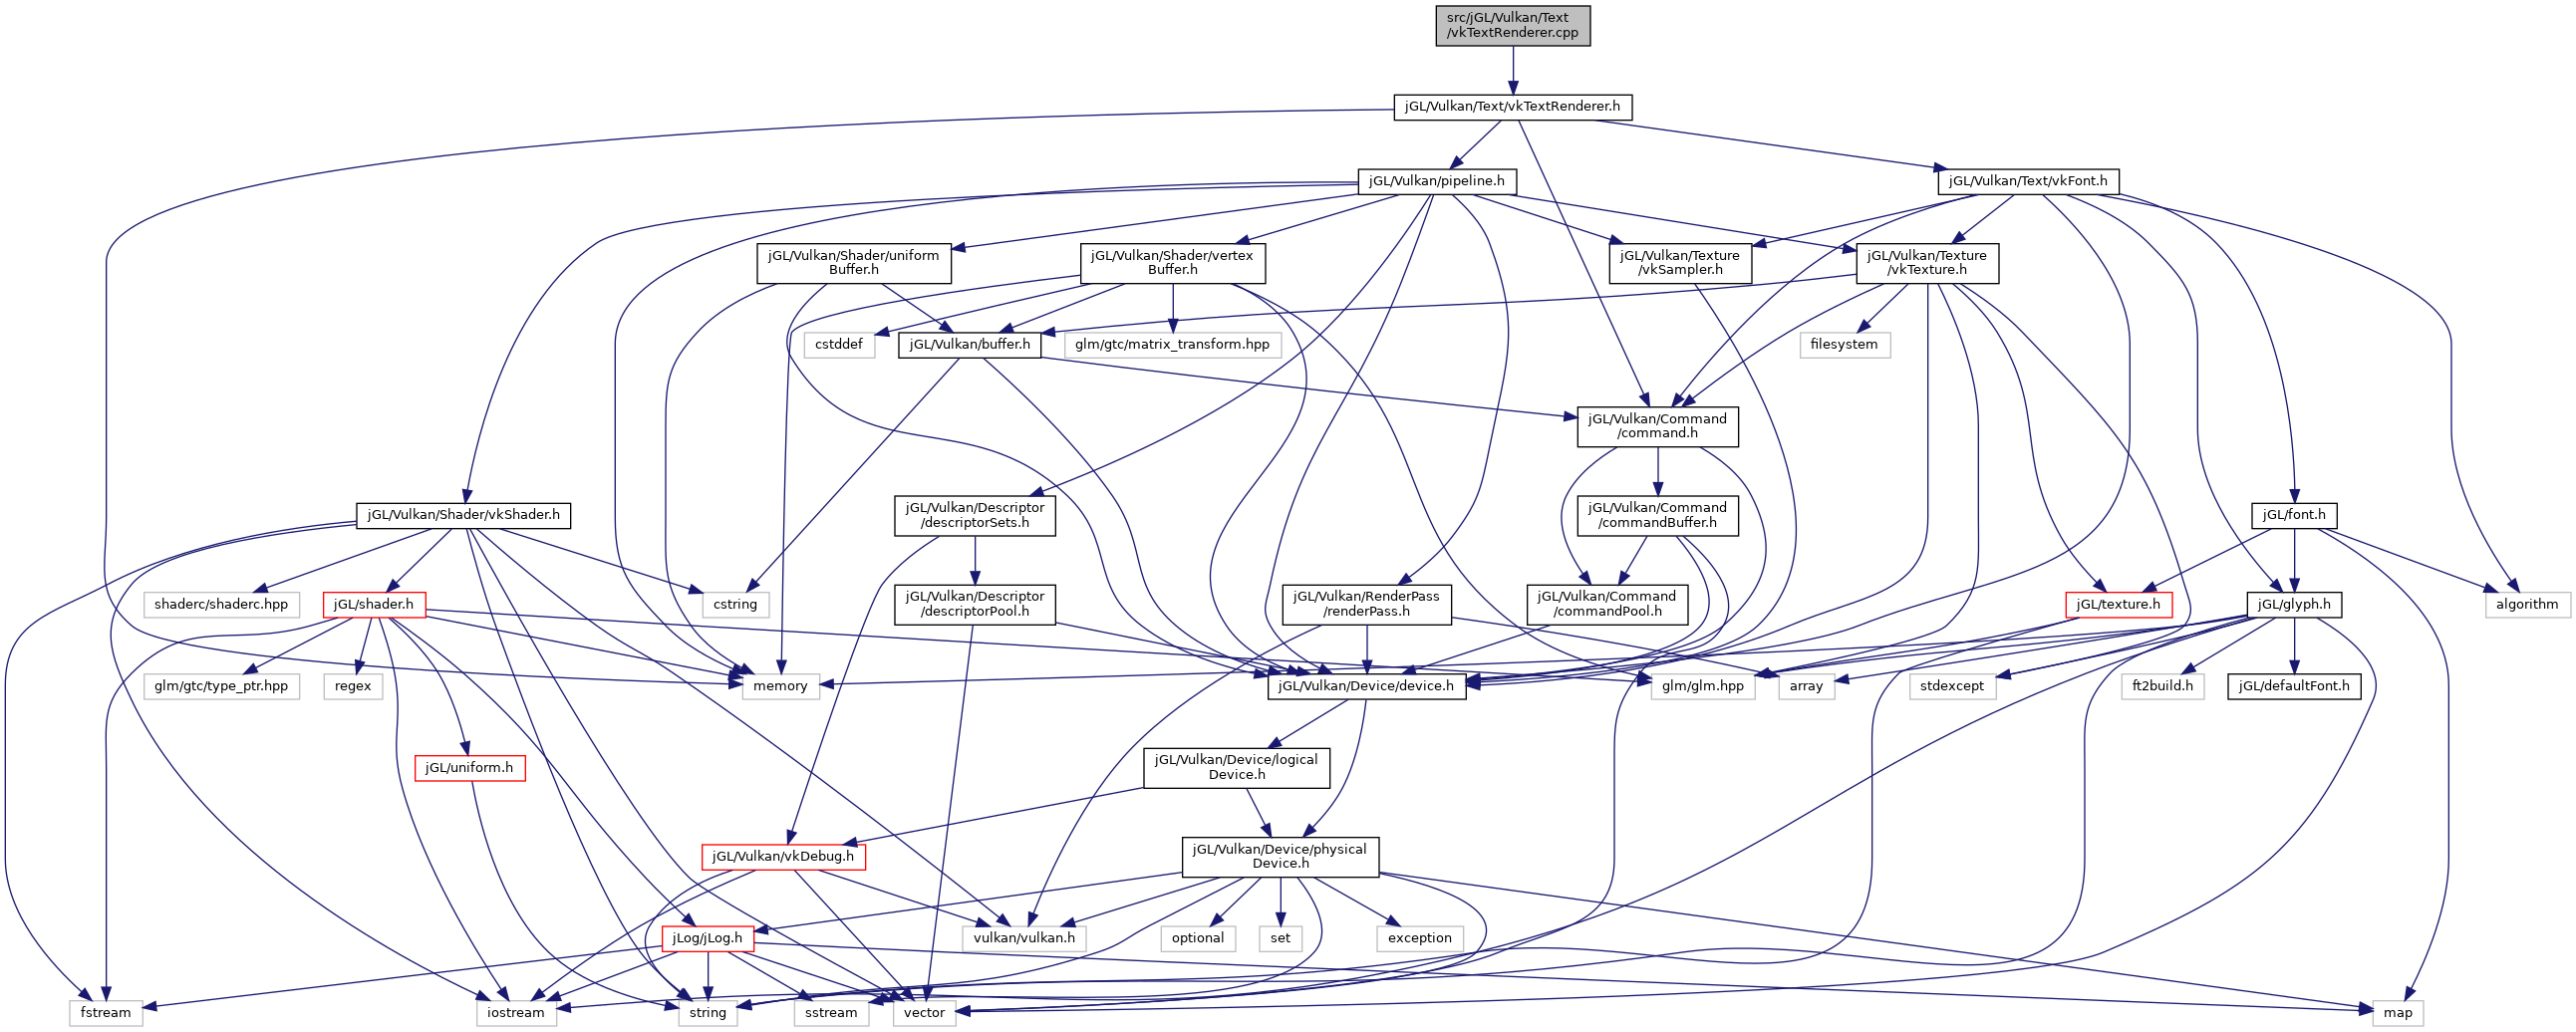 src/jGL/Vulkan/Text
/vkTextRenderer.cpp
jGL/Vulkan/Text/vkTextRenderer.h
jGL/Vulkan/pipeline.h
jGL/Vulkan/Text/vkFont.h
jGL/Vulkan/Shader/uniform
Buffer.h
jGL/Vulkan/Shader/vertex
Buffer.h
jGL/Vulkan/Texture
/vkSampler.h
jGL/Vulkan/Texture
/vkTexture.h
cstddef
jGL/Vulkan/buffer.h
glm/gtc/matrix_transform.hpp
filesystem
jGL/Vulkan/Command
/command.h
jGL/Vulkan/Shader/vkShader.h
jGL/Vulkan/Descriptor
/descriptorSets.h
jGL/Vulkan/Command
/commandBuffer.h
jGL/font.h
shaderc/shaderc.hpp
jGL/shader.h
cstring
jGL/Vulkan/Descriptor
/descriptorPool.h
jGL/Vulkan/RenderPass
/renderPass.h
jGL/Vulkan/Command
/commandPool.h
jGL/texture.h
jGL/glyph.h
algorithm
glm/gtc/type_ptr.hpp
regex
memory
jGL/Vulkan/Device/device.h
glm/glm.hpp
array
stdexcept
ft2build.h
jGL/defaultFont.h
jGL/uniform.h
jGL/Vulkan/Device/logical
Device.h
jGL/Vulkan/vkDebug.h
jGL/Vulkan/Device/physical
Device.h
jLog/jLog.h
vulkan/vulkan.h
optional
set
exception
fstream
iostream
string
sstream
vector
map